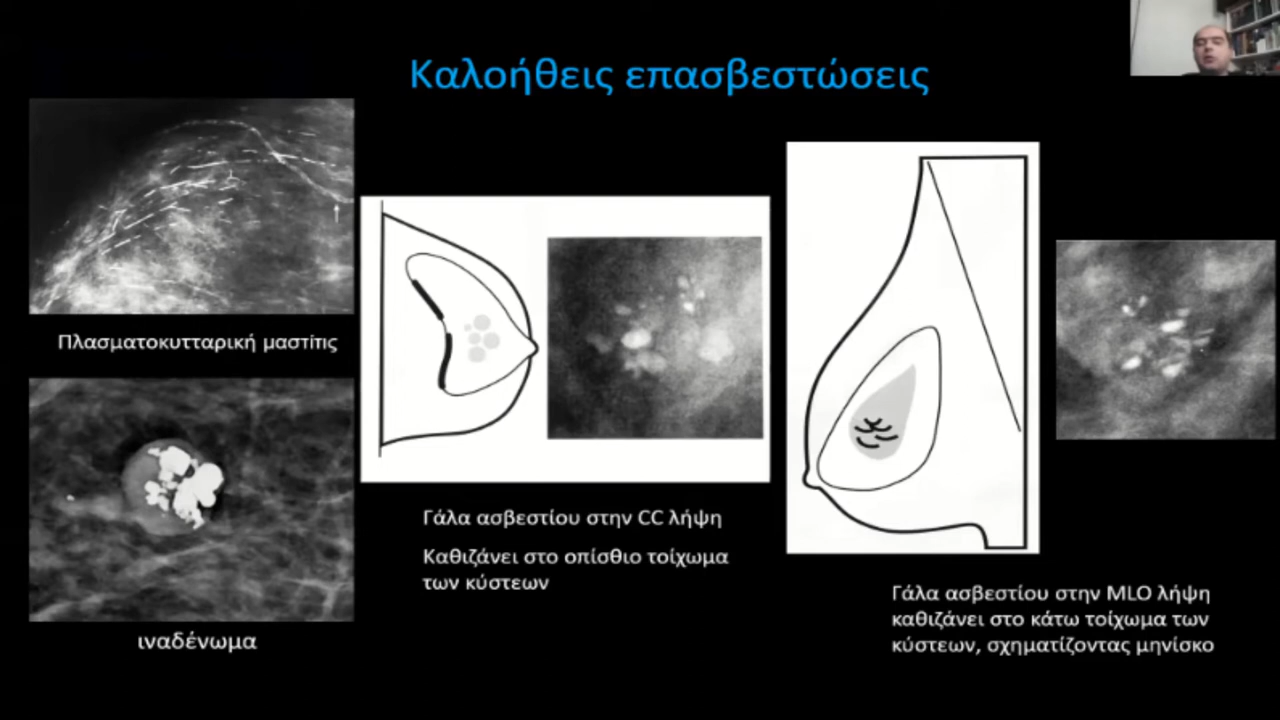 Καλοήθεις επασβεστώσεις
Πλασματοκυτταρική μαστίτις
ιναδένωμα
Γάλα ασβεστίου στην CC λήψη
Καθιζάνει στο οπίσθιο τοίχωμα
των κύστεων
Γάλα ασβεστίου στην MLO λήψη
καθιζάνει στο κάτω τοίχωμα των
κύστεων, σχηματίζοντας μηνίσκο